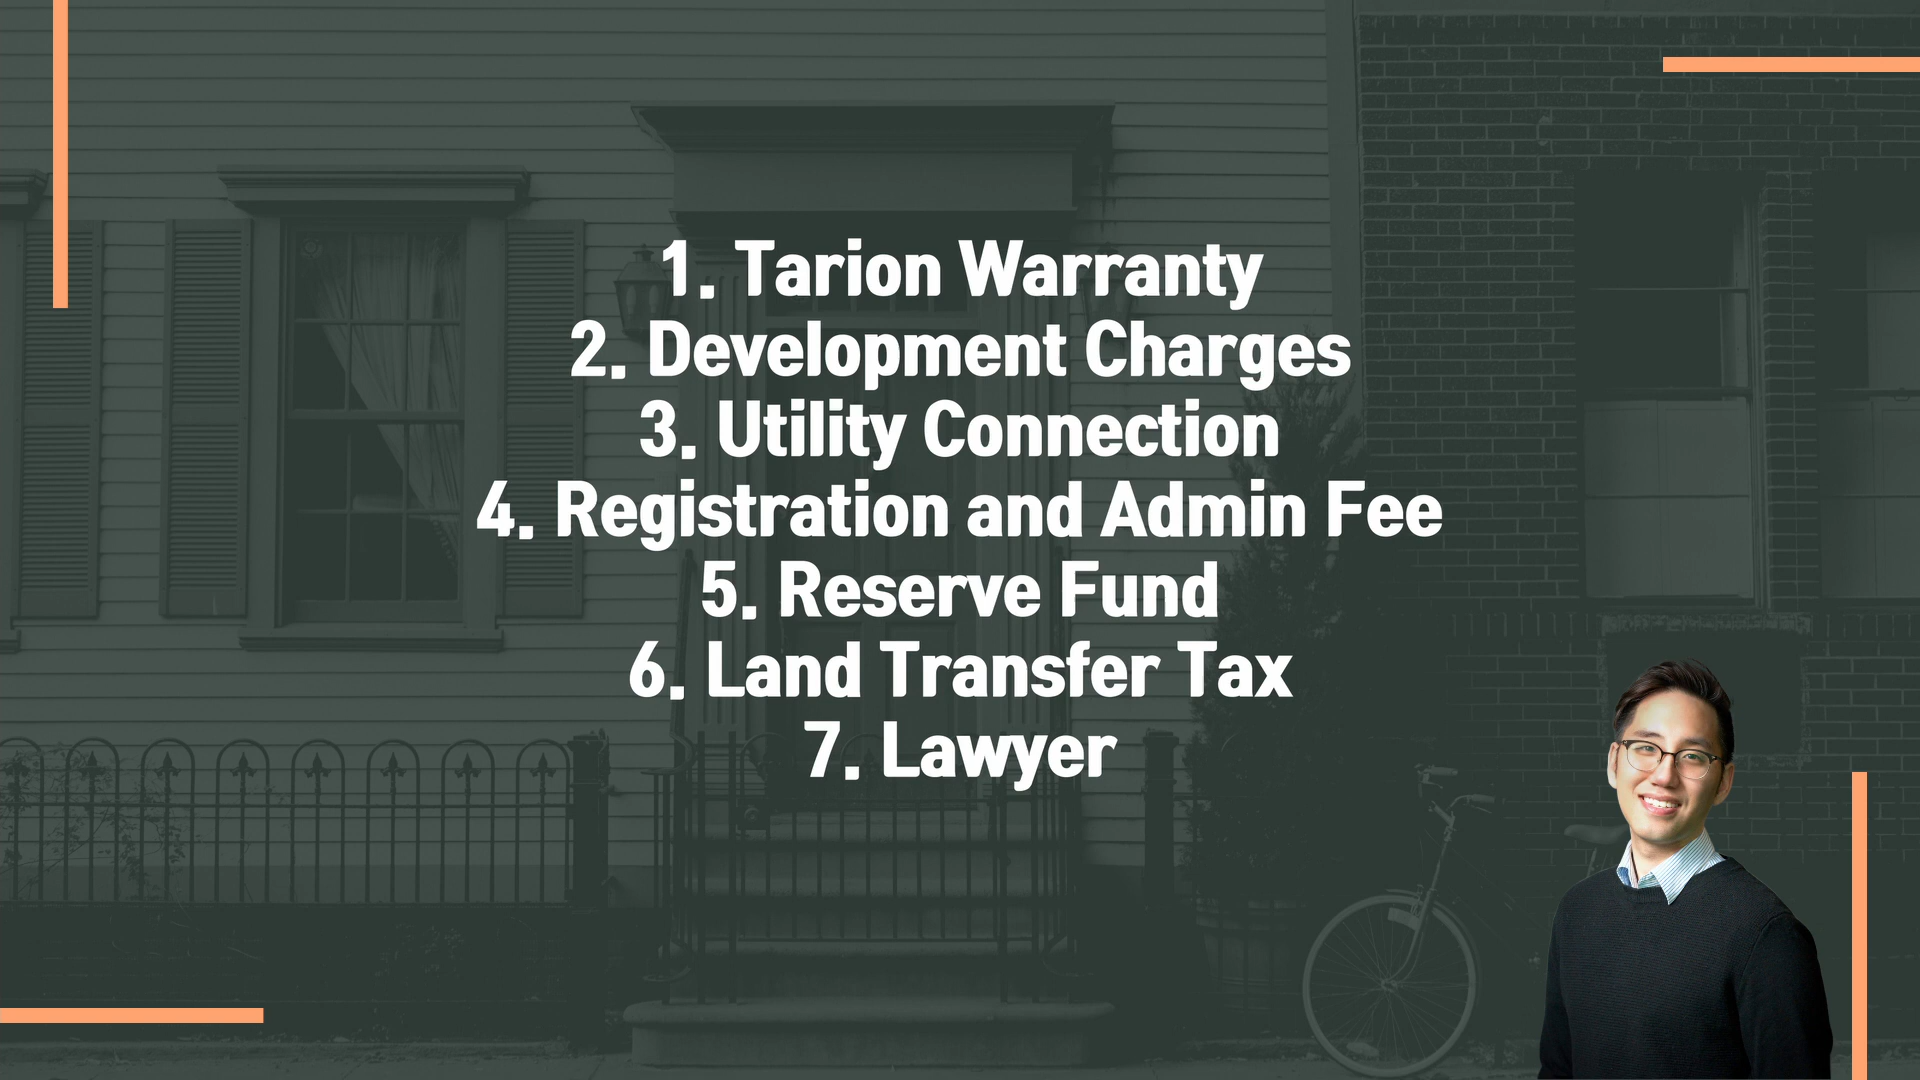 1. Tarion Warranty
2. Development Charges
3. Utility Connection
4. Registration and Admin Fee
5. Reserve Fund
6. Land Transfer Tax
7. Lawyer